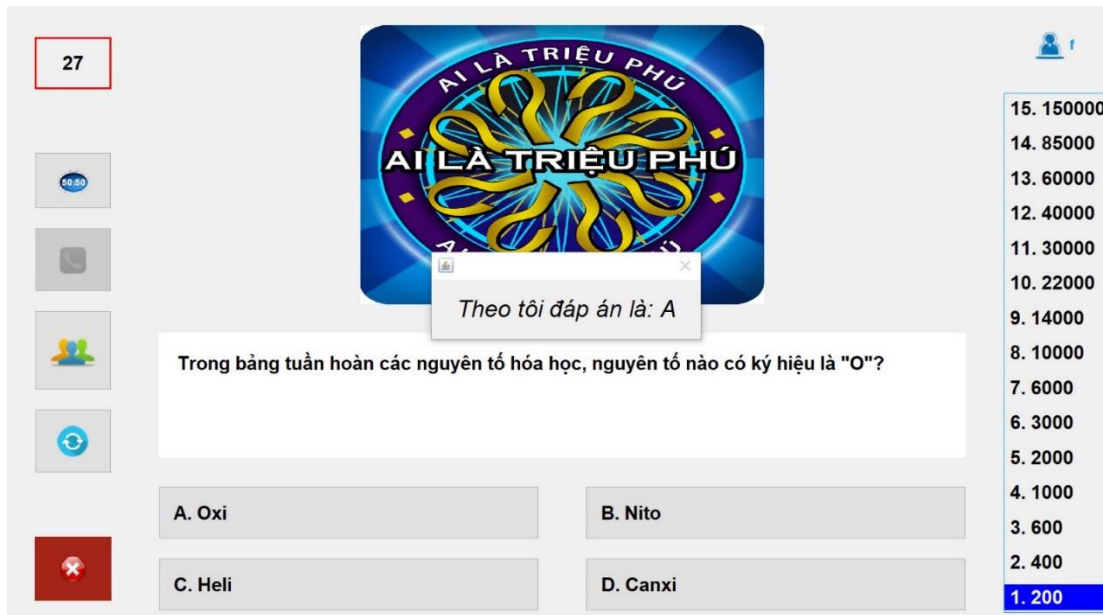 27
AI LÀ TRIỆU PHÚ
AI LÀ TRIỆU PHÚ
f
50:50
Theo tôi đáp án là: A
Trong bảng tuần hoàn các nguyên tố hóa học, nguyên tố nào có ký hiệu là "O"?
A. Oxi
B. Nito
C. Heli
D. Canxi
15. 150000
14. 85000
13. 60000
12. 40000
11. 30000
10. 22000
9. 14000
8. 10000
7. 6000
6. 3000
5. 2000
4. 1000
3. 600
2. 400
1. 200